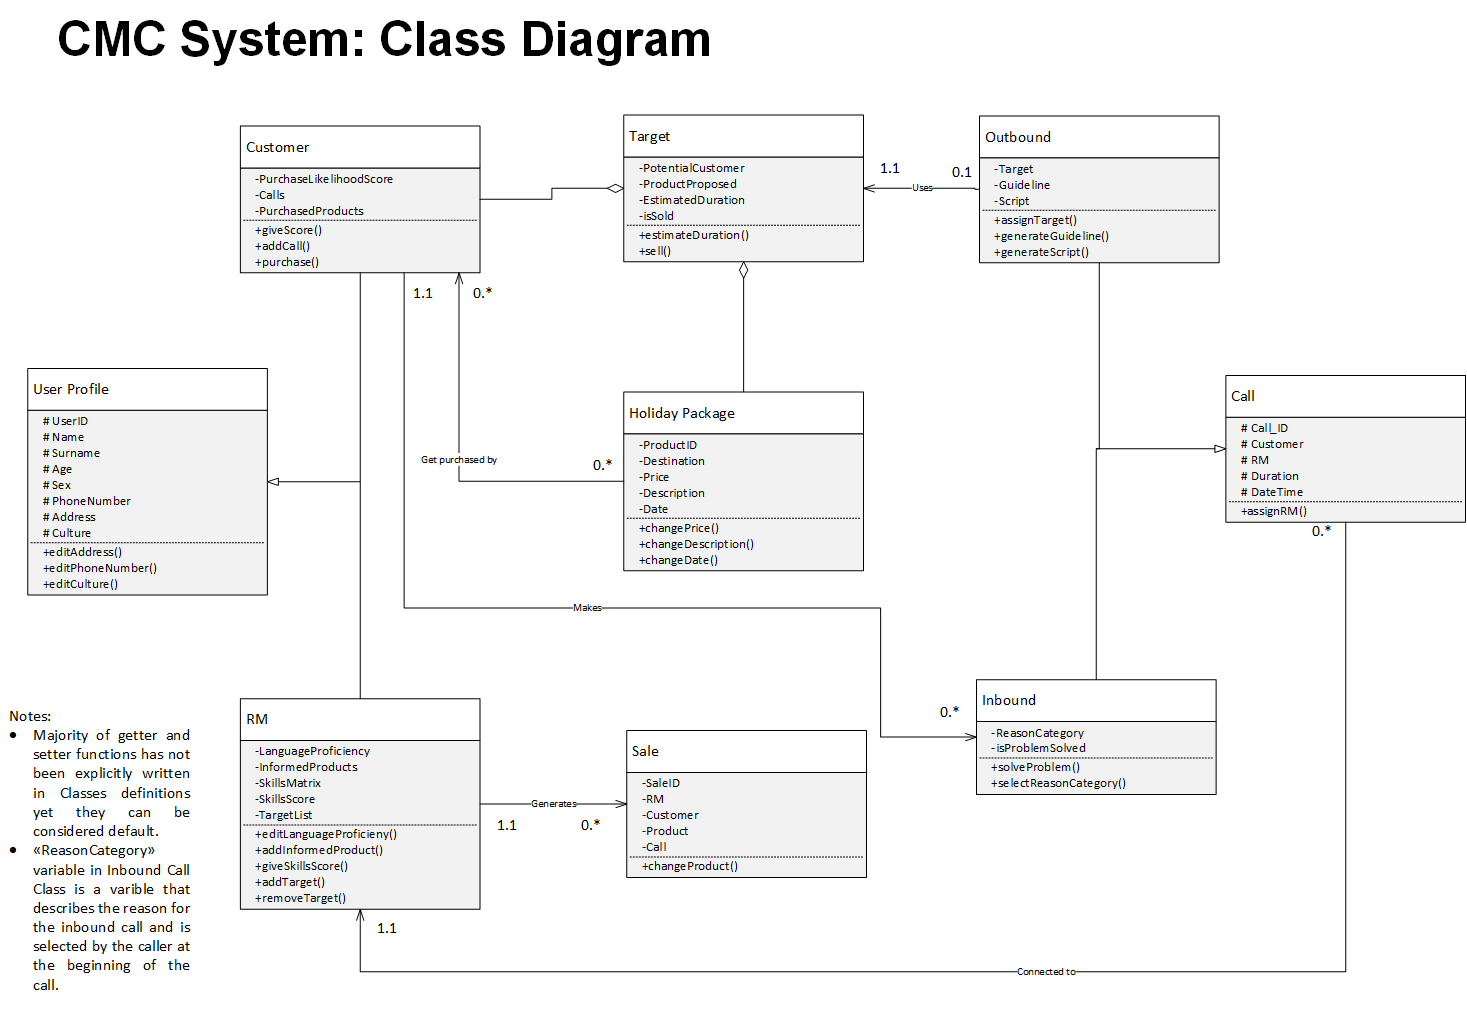 CMC System: Class Diagram
Customer
-PurchaseLikelihoodScore
-Calls
-PurchasedProducts
+giveScore()
+addCall()
+purchase()
Target
-PotentialCustomer
-ProductProposed
-EstimatedDuration
-isSold
+estimateDuration()
+sell()
1.1
0.1
Uses
Outbound
-Target
-Guideline
-Script
+assignTarget()
+generateGuideline()
+generateScript()
1.1
0.*
User Profile
# UserID
# Name
# Surname
# Age
# Sex
# PhoneNumber
# Address
# Culture
+editAddress()
+editPhoneNumber()
+editCulture()
Get purchased by
0.*
Holiday Package
-ProductID
-Destination
-Price
-Description
-Date
+changePrice()
+changeDescription()
+changeDate()
Call
# Call_ID
# Customer
# RM
# Duration
# DateTime
+assignRM()
0.*
Makes
0.*
Inbound
-ReasonCategory
-isProblemSolved
+solveProblem()
+selectReasonCategory()
Notes:
• Majority of getter and
setter functions has not
been explicitly written
in Classes definitions
yet they can be
considered default.
• «ReasonCategory»
variable in Inbound Call
Class is a varible that
describes the reason for
the inbound call and is
selected by the caller at
the beginning of the
call.
RM
-LanguageProficiency
-InformedProducts
-SkillsMatrix
-SkillsScore
-TargetList
+editLanguageProficieny()
+addInformedProduct()
+giveSkillsScore()
+addTarget()
+removeTarget()
Generates
1.1
0.*
Sale
-SaleID
-RM
-Customer
-Product
-Call
+changeProduct()
1.1
Connected to